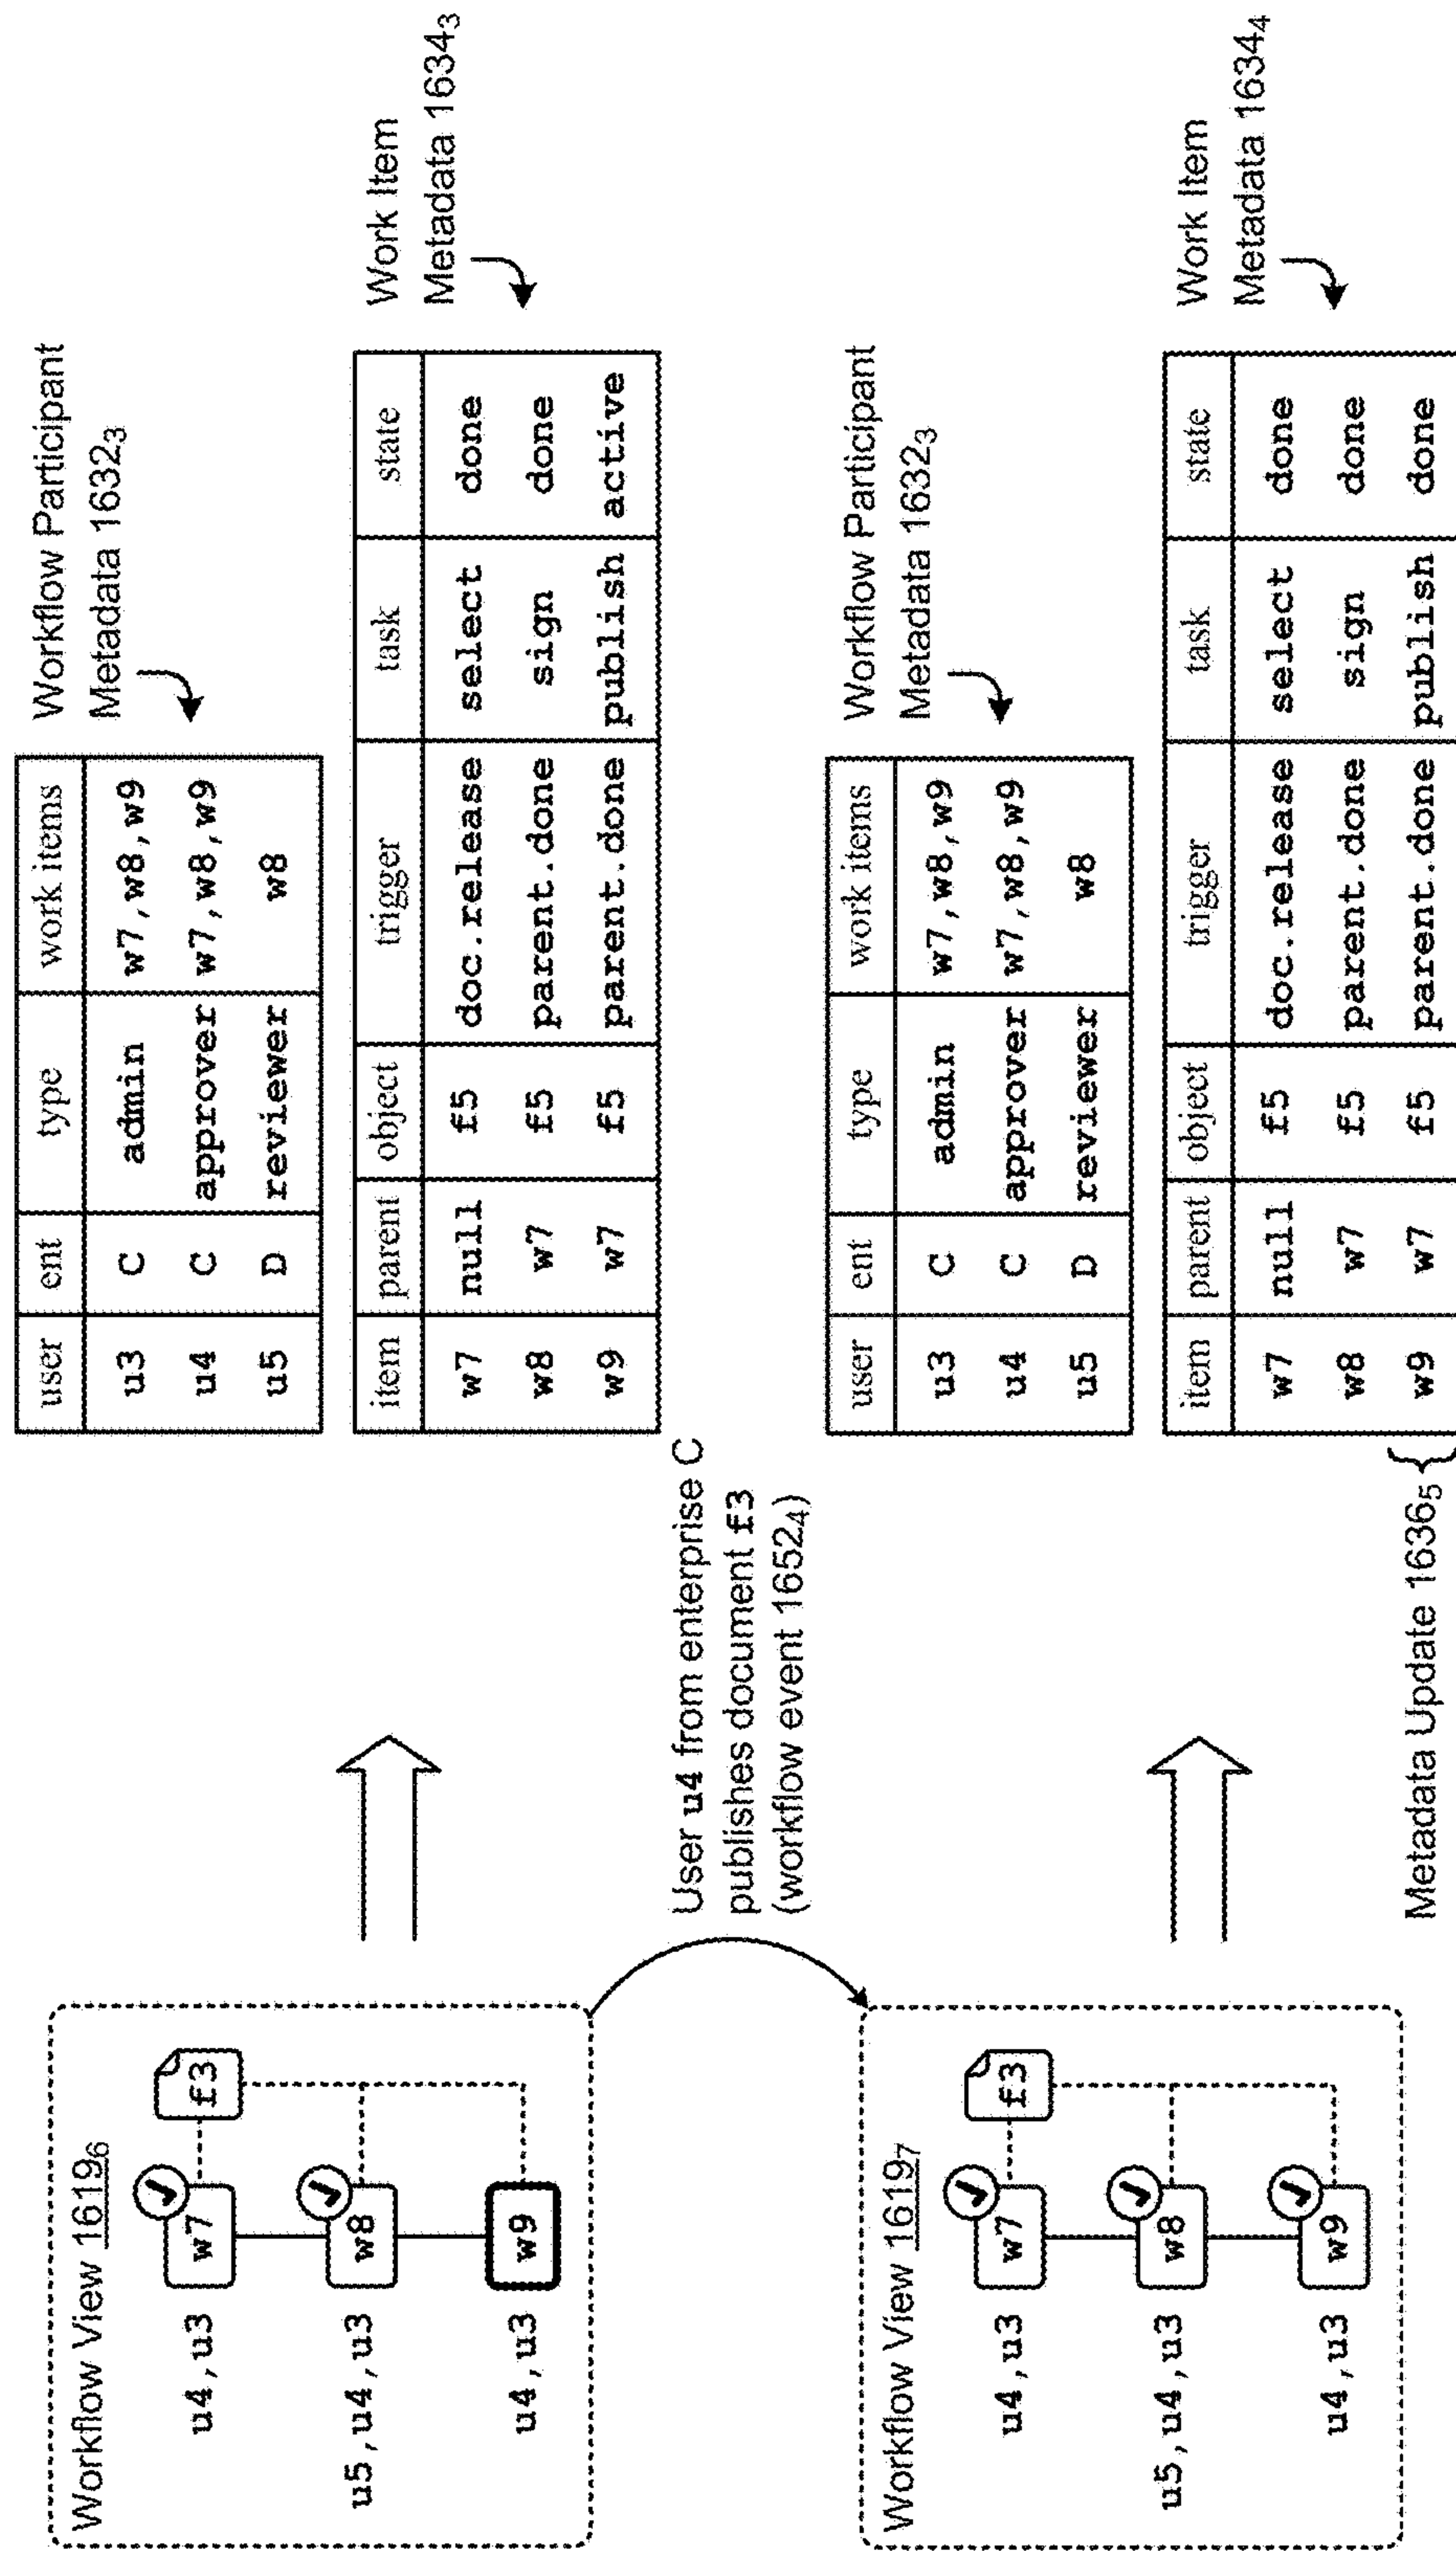 Workflow View 1619₆
u4,u3
w7
f3
u5,u4,u3
w8
u4,u3
w9
Workflow Participant
Metadata 1632₃
user ent type work items
u3 C admin w7,w8,w9
u4 C approver w7,w8,w9
u5 D reviewer w8
Work Item
Metadata 1634₃
item parent object trigger task state
w7 null f5 doc.release select done
w8 w7 f5 parent.done sign done
w9 w7 f5 parent.done publish active
User u4 from enterprise C
publishes document f3
(workflow event 1652₄)
Workflow View 1619₇
u4,u3
w7
f3
u5,u4,u3
w8
u4,u3
w9
Workflow Participant
Metadata 1632₃
user ent type work items
u3 C admin w7,w8,w9
u4 C approver w7,w8,w9
u5 D reviewer w8
Work Item
Metadata 1634₄
item parent object trigger task state
w7 null f5 doc.release select done
w8 w7 f5 parent.done sign done
w9 w7 f5 parent.done publish done
Metadata Update 1636₅